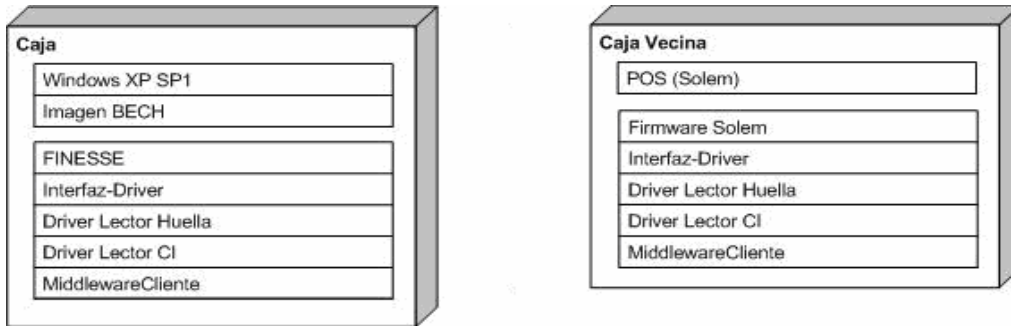 Caja
Windows XP SP1
Imagen BECH
FINESSE
Interfaz-Driver
Driver Lector Huella
Driver Lector CI
MiddlewareCliente
Caja Vecina
POS (Solem)
Firmware Solem
Interfaz-Driver
Driver Lector Huella
Driver Lector CI
MiddlewareCliente